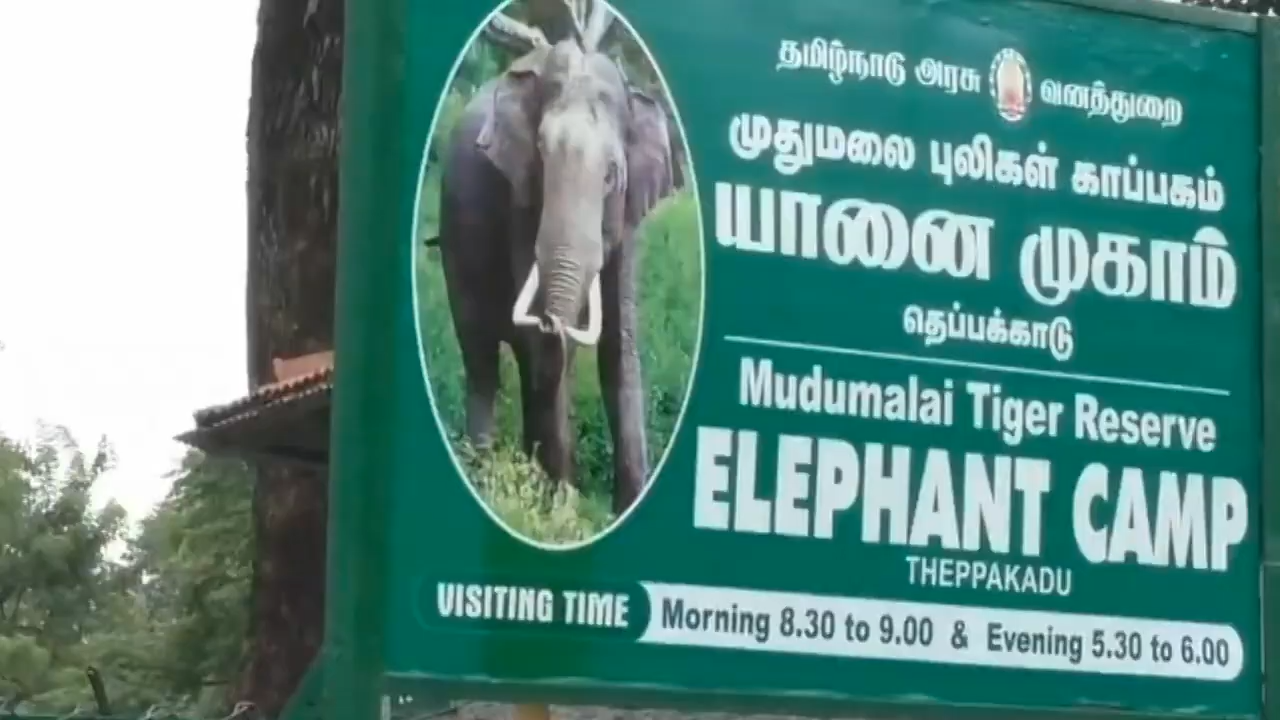 தமிழ்நாடு அரசு வனத்துறை
முதுமலை புலிகள் காப்பகம்
யானை முகாம்
தெப்பக்காடு
Mudumalai Tiger Reserve
ELEPHANT CAMP
THEPPAKADU
VISITING TIME Morning 8.30 to 9.00 & Evening 5.30 to 6.00